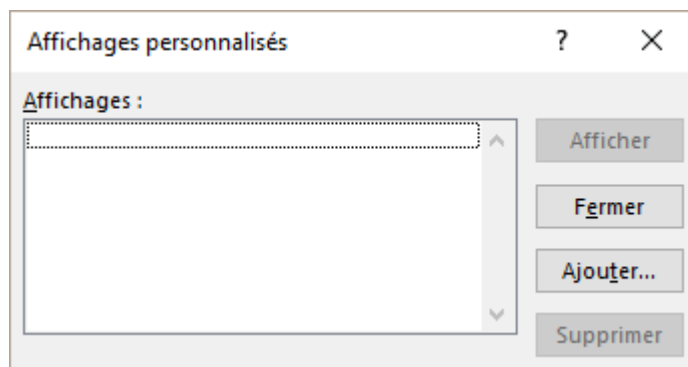 Affichages personnalisés ?
Affichages :
Afficher
Fermer
Ajouter...
Supprimer